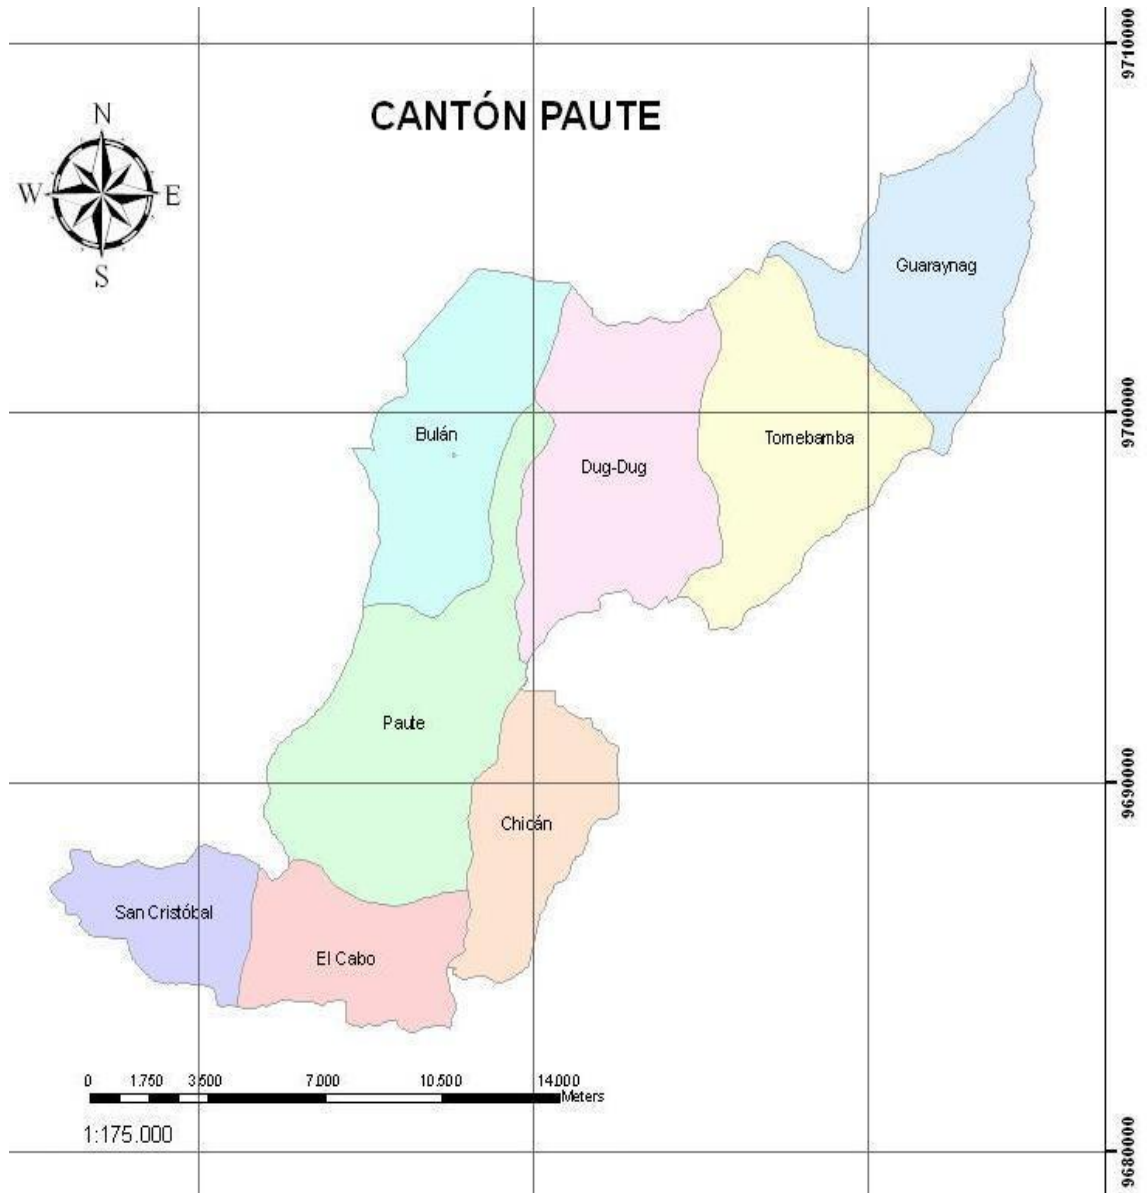 CANTÓN PAUTE
N
W E
S
Guaraynag
Bulán
Tomebamba
Dug-Dug
Paute
Chicán
San Cristóbal
El Cabo
0 1.750 3.500 7.000 10.500 14.000
Meters
1:175.000
9710000
9700000
9690000
9680000